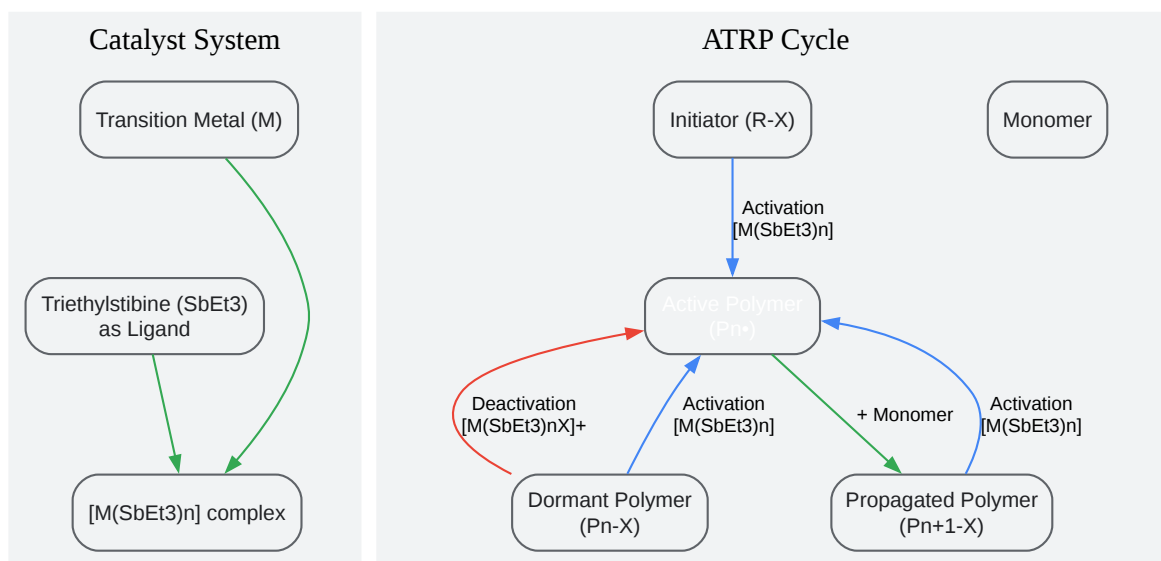 Catalyst System
Transition Metal (M)
Triethylstibine (SbEt3)
as Ligand
[M(SbEt3)n] complex
ATRP Cycle
Initiator (R-X)
Monomer
Activation
[M(SbEt3)n]
Active Polymer
(Pn•)
Deactivation
[M(SbEt3)nX]+
Activation
[M(SbEt3)n]
+ Monomer
Activation
[M(SbEt3)n]
Dormant Polymer
(Pn-X)
Propagated Polymer
(Pn+1-X)